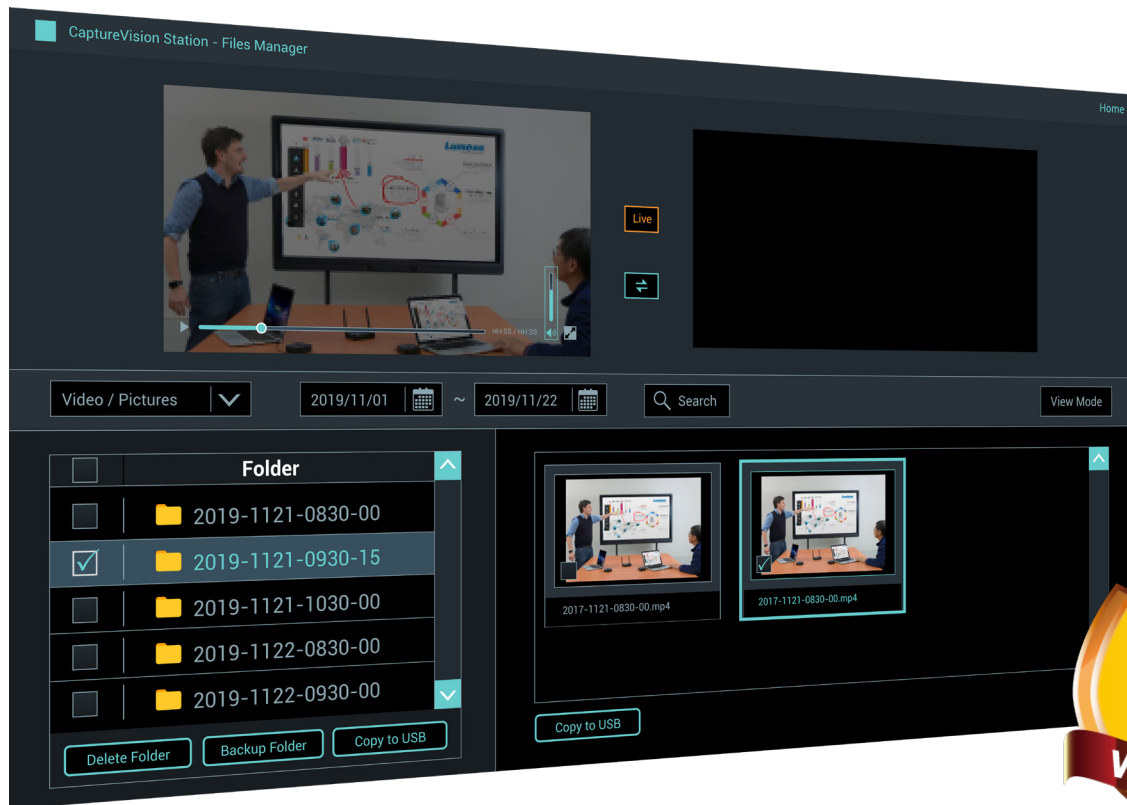 CaptureVision Station - Files Manager
Home
Lumens
Live
HH:SS / HH:SS
Video / Pictures
2019/11/01 ~ 2019/11/22
Search
View Mode
Folder
2019-1121-0830-00
2019-1121-0930-15
2019-1121-1030-00
2019-1122-0830-00
2019-1122-0930-00
Delete Folder
Backup Folder
Copy to USB
2017-1121-0830-00.mp4
2017-1121-0830-00.mp4
Copy to USB